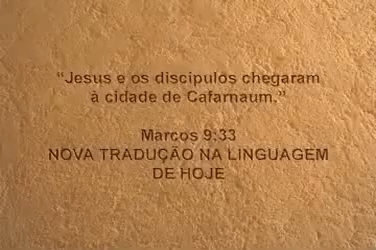 “Jesus e os discípulos chegaram
à cidade de Cafarnaum.”
Marcos 9:33
NOVA TRADUÇÃO NA LINGUAGEM
DE HOJE